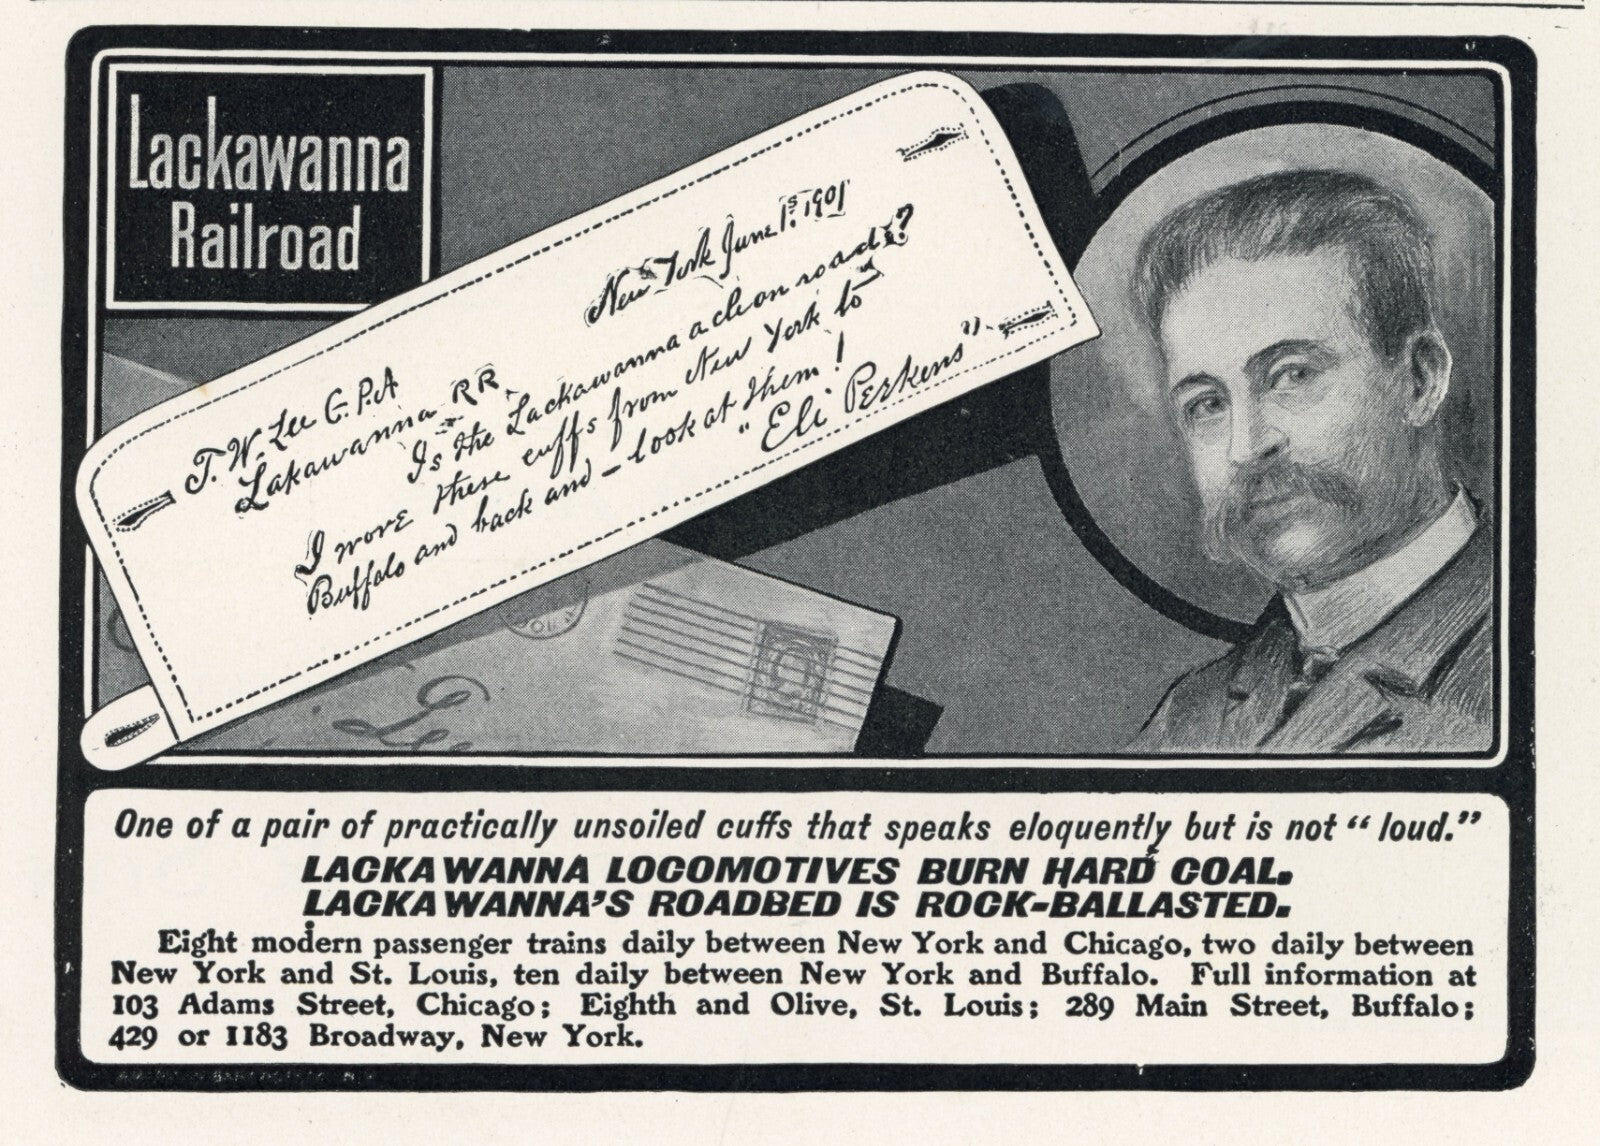 Lackawanna
Railroad
New York June 1st 1901
T. W. Lee G.P.A
Lakawanna RR.
Is the Lackawanna a clean road?
I wore these cuffs from New York to
Buffalo and back and – look at them!
"Eli Perkins"
Lee
One of a pair of practically unsoiled cuffs that speaks eloquently but is not "loud."
LACKAWANNA LOCOMOTIVES BURN HARD COAL.
LACKAWANNA'S ROADBED IS ROCK-BALLASTED.
Eight modern passenger trains daily between New York and Chicago, two daily between
New York and St. Louis, ten daily between New York and Buffalo. Full information at
103 Adams Street, Chicago; Eighth and Olive, St. Louis; 289 Main Street, Buffalo;
429 or 1183 Broadway, New York.